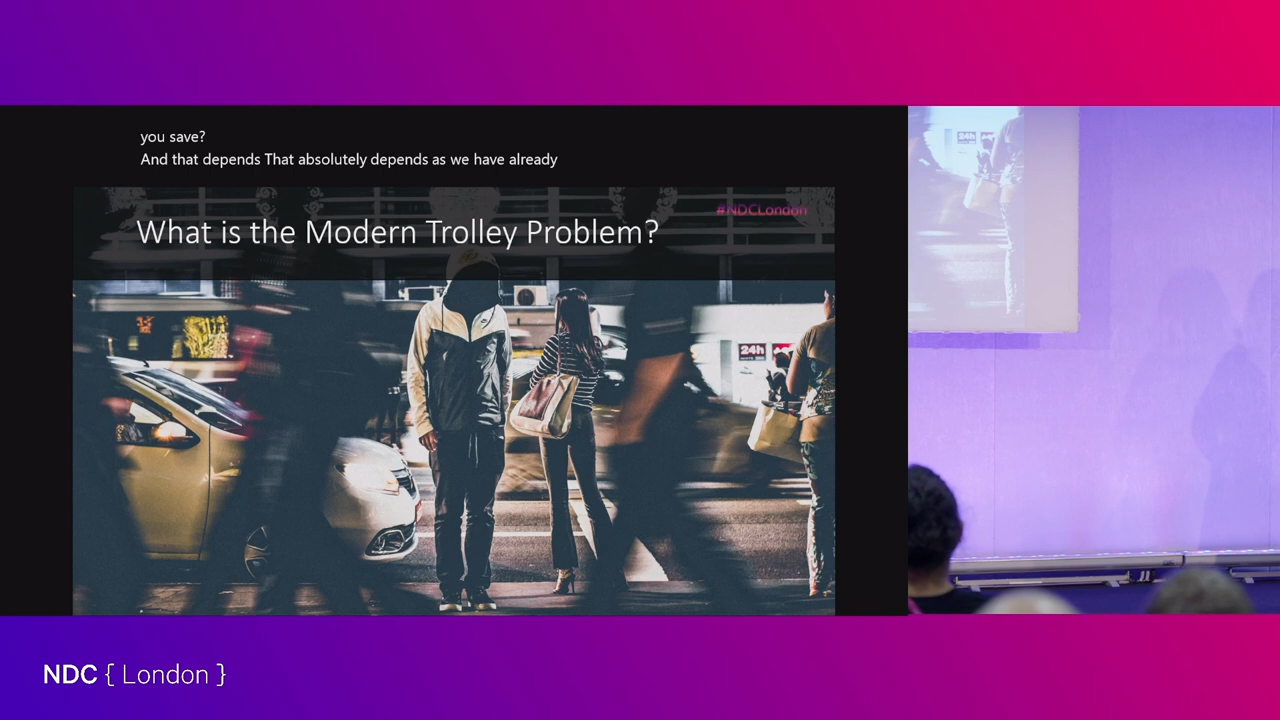 you save?
And that depends That absolutely depends as we have already
#NDCLondon
What is the Modern Trolley Problem?
24h
24h
NDC { London }